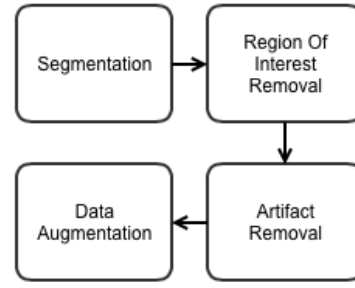 Segmentation
Region Of
Interest
Removal
Artifact
Removal
Data
Augmentation